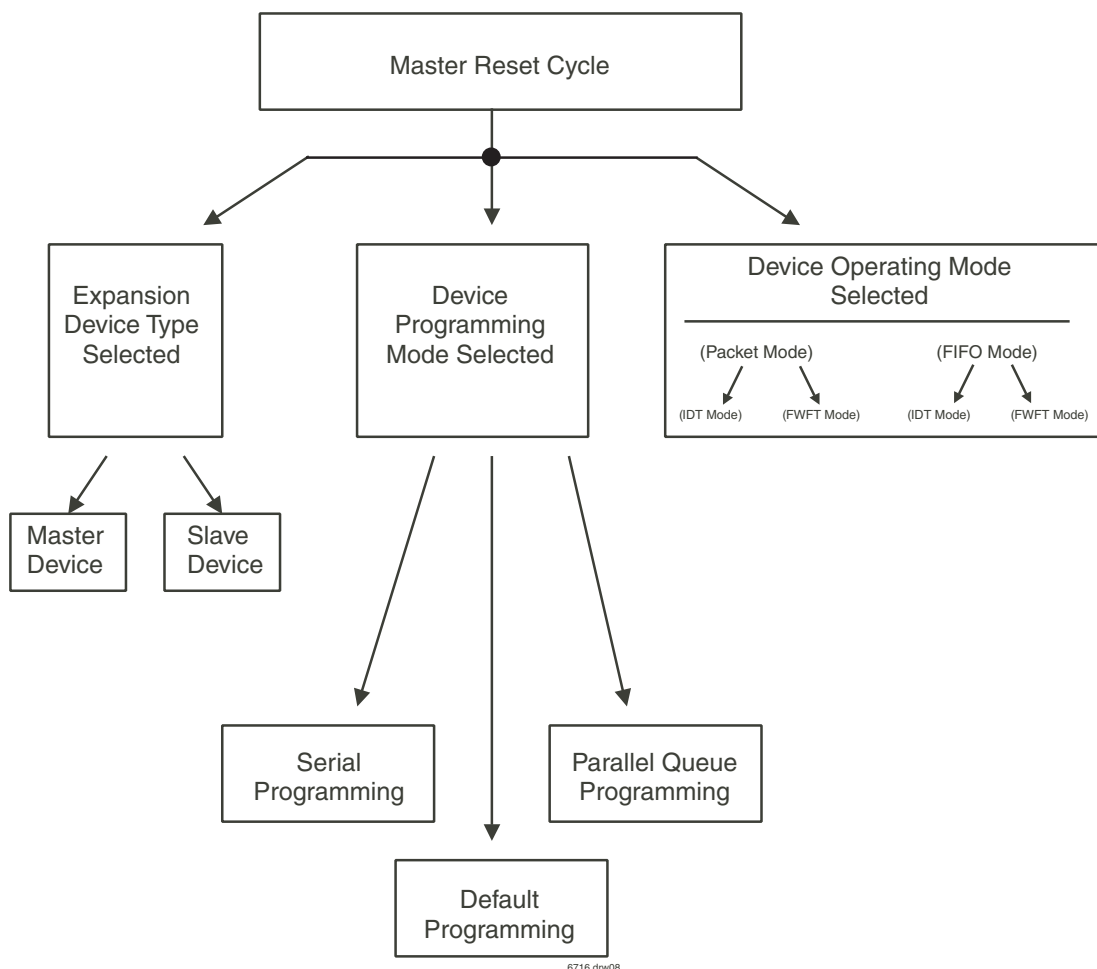 Master Reset Cycle
Expansion
Device Type
Selected
Device
Programming
Mode Selected
Device Operating Mode
Selected
(Packet Mode)
(FIFO Mode)
(IDT Mode)
(FWFT Mode)
(IDT Mode)
(FWFT Mode)
Master
Device
Slave
Device
Serial
Programming
Parallel Queue
Programming
Default
Programming
6716 drw08